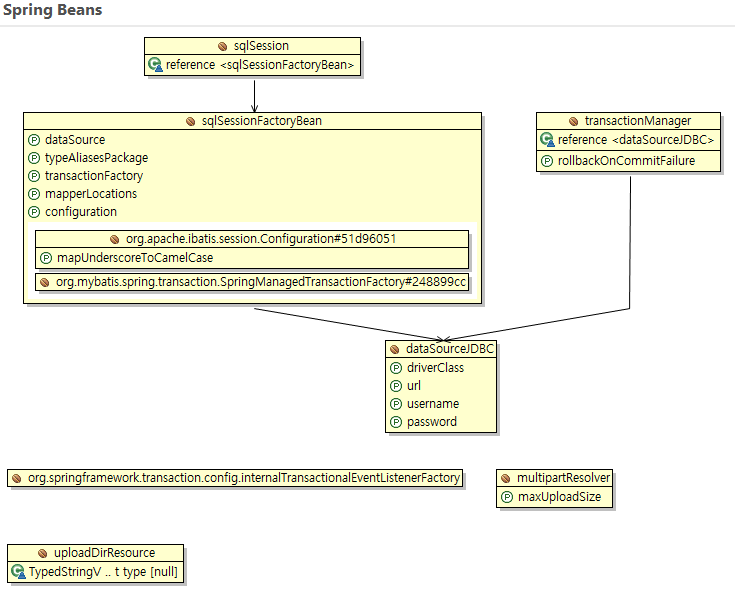 Spring Beans
sqlSession
reference <sqlSessionFactoryBean>
sqlSessionFactoryBean
P dataSource
P typeAliasesPackage
P transactionFactory
P mapperLocations
P configuration
org.apache.ibatis.session.Configuration#51d96051
P mapUnderscoreToCamelCase
org.mybatis.spring.transaction.SpringManagedTransactionFactory#248899cc
transactionManager
reference <dataSourceJDBC>
P rollbackOnCommitFailure
dataSourceJDBC
P driverClass
P url
P username
P password
org.springframework.transaction.config.internalTransactionalEventListenerFactory
multipartResolver
P maxUploadSize
uploadDirResource
TypedStringV .. t type [null]